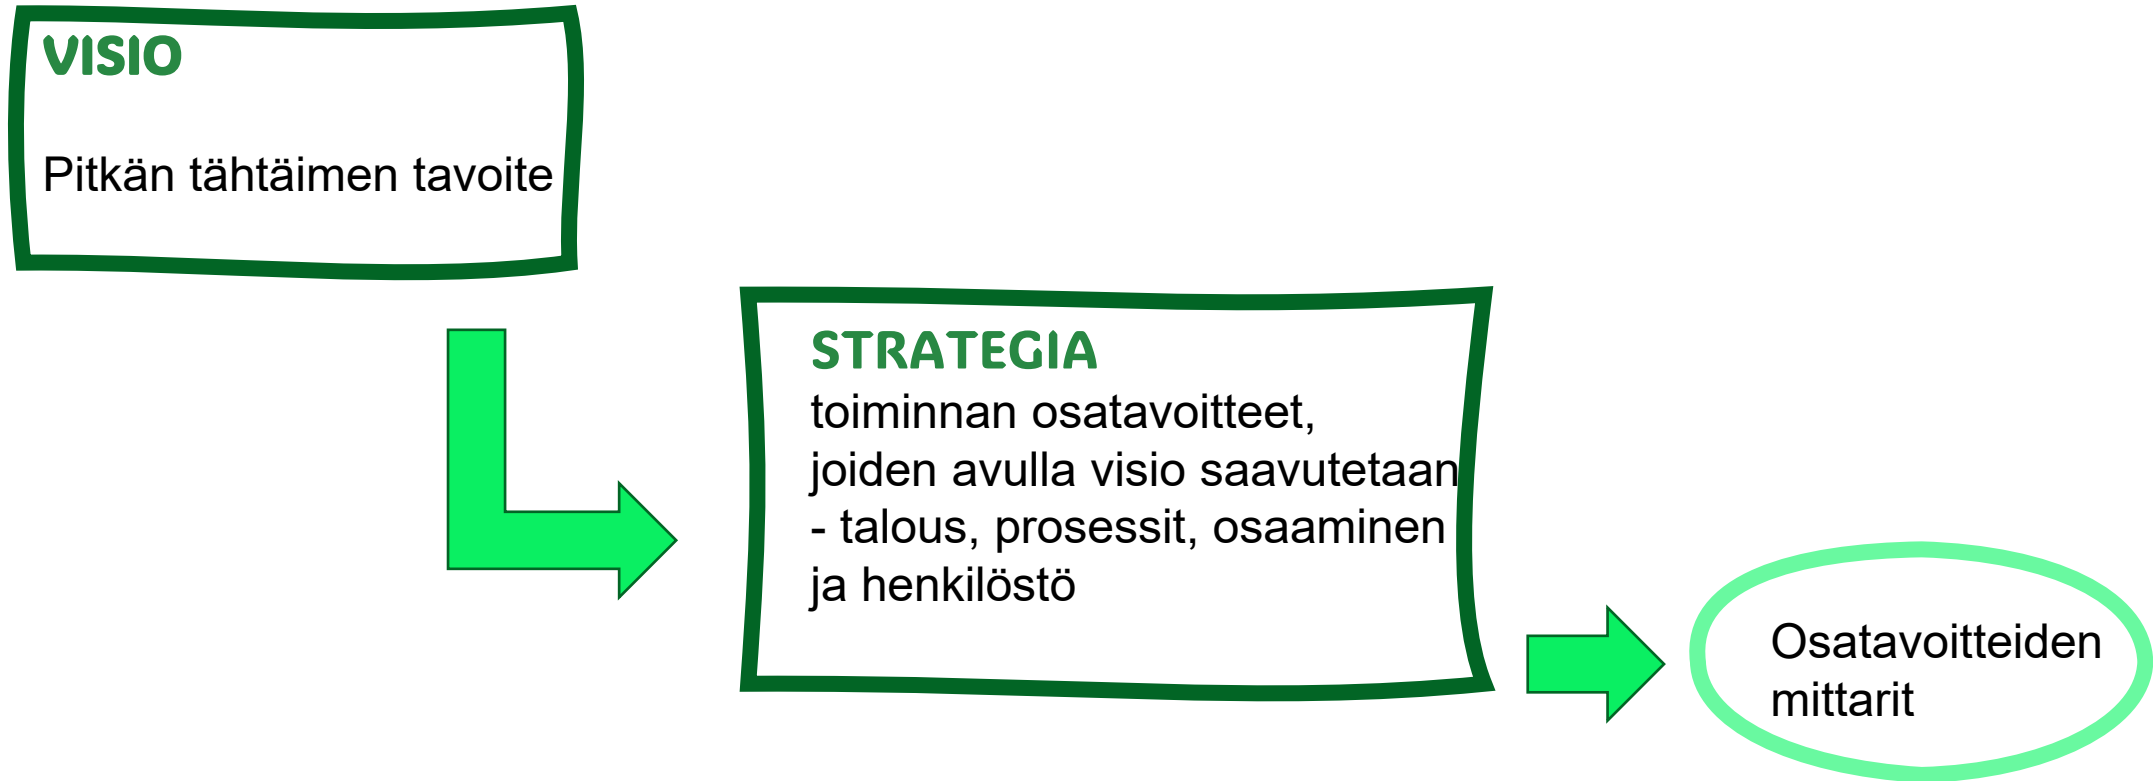 VISIO
Pitkän tähtäimen tavoite
STRATEGIA
toiminnan osatavoitteet,
joiden avulla visio saavutetaan
- talous, prosessit, osaaminen
ja henkilöstö
Osatavoitteiden
mittarit